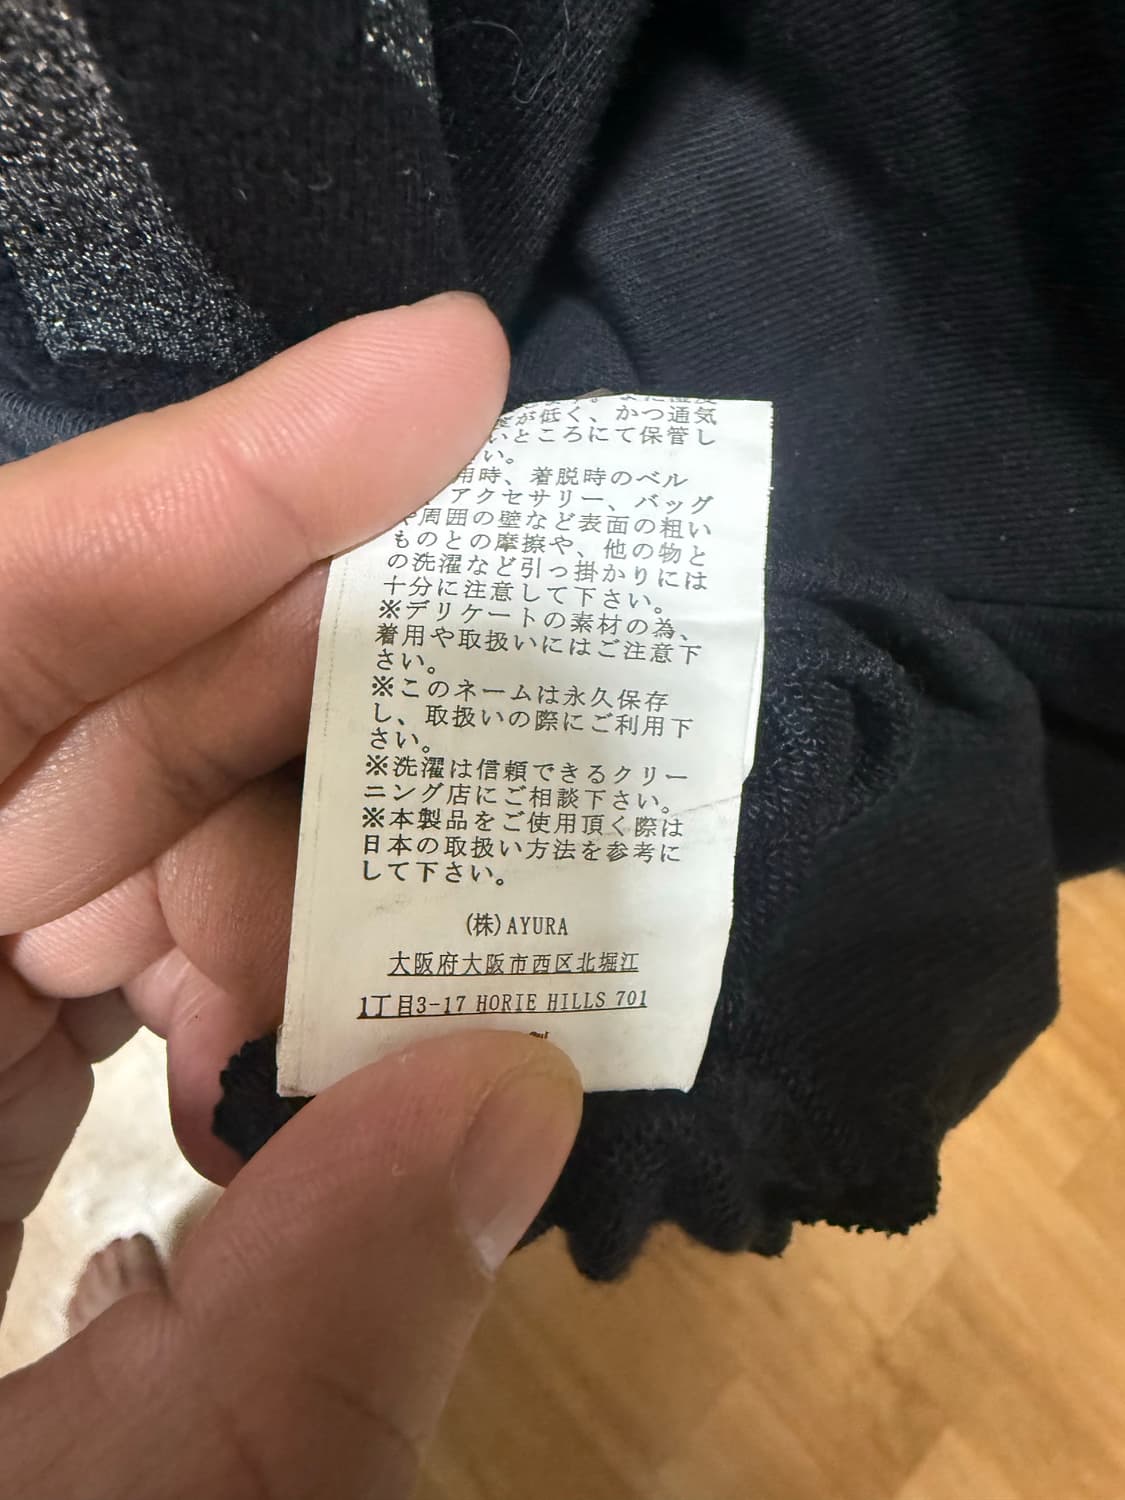 が低く、かつ通気
いところにて保管し
い。
用時、着脱時のベル
、アクセサリー、バッグ
や周囲の壁など表面の粗い
ものとの摩擦や、他の物と
の洗濯など引っ掛かりには
十分に注意して下さい。
※デリケートの素材の為、
着用や取扱いにはご注意下
さい。
※このネームは永久保存
し、取扱いの際にご利用下
さい。
※洗濯は信頼できるクリー
ニング店にご相談下さい。
※本製品をご使用頂く際は
日本の取扱い方法を参考に
して下さい。
(株)AYURA
大阪府大阪市西区北堀江
1丁目3-17 HORIE HILLS 701